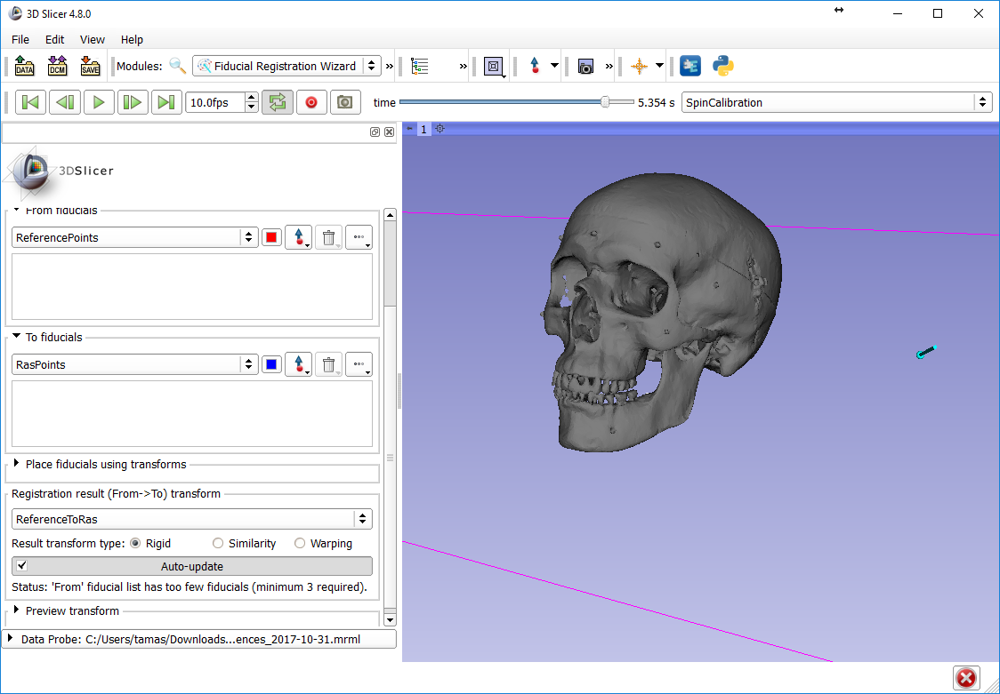 3D Slicer 4.8.0
File Edit View Help
DATA DCM SAVE Modules: Fiducial Registration Wizard » » »
10.0fps time 5.354 s SpinCalibration
1
3DSlicer
From fiducials
ReferencePoints ...
To fiducials
RasPoints ...
Place fiducials using transforms
Registration result (From->To) transform
ReferenceToRas
Result transform type: Rigid Similarity Warping
Auto-update
Status: 'From' fiducial list has too few fiducials (minimum 3 required).
Preview transform
Data Probe: C:/Users/tamas/Downloads...ences_2017-10-31.mrml